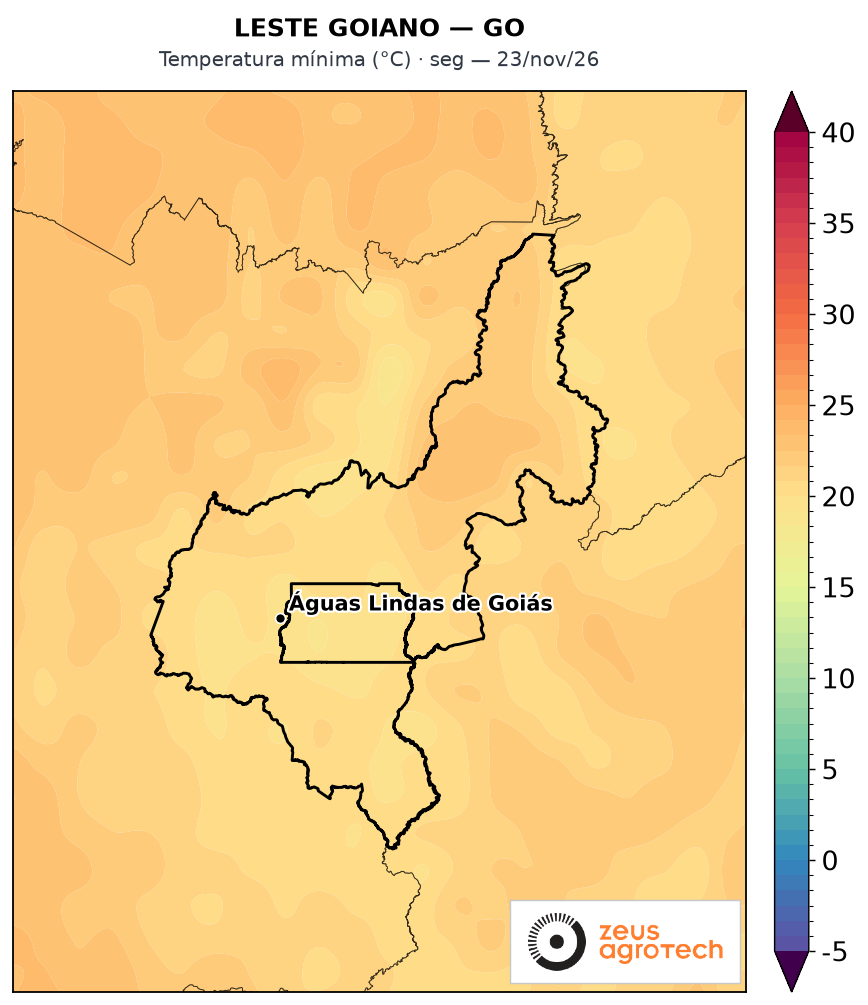 LESTE GOIANO — GO
Temperatura mínima (°C) · seg — 23/nov/26
40
35
30
25
20
15
10
5
0
-5
Águas Lindas de Goiás
zeus
agrotech